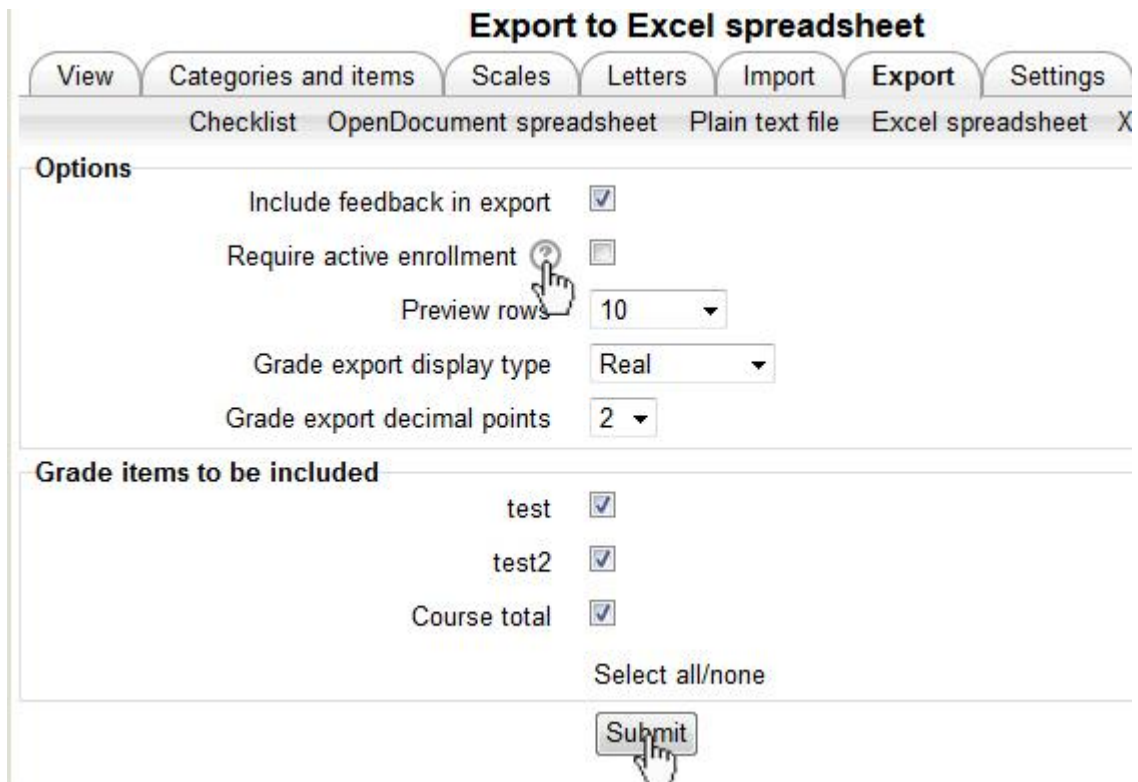 Export to Excel spreadsheet
View Categories and items Scales Letters Import Export Settings
Checklist OpenDocument spreadsheet Plain text file Excel spreadsheet X
Options
Include feedback in export
Require active enrollment ?
Preview rows 10
Grade export display type Real
Grade export decimal points 2
Grade items to be included
test
test2
Course total
Select all/none
Submit